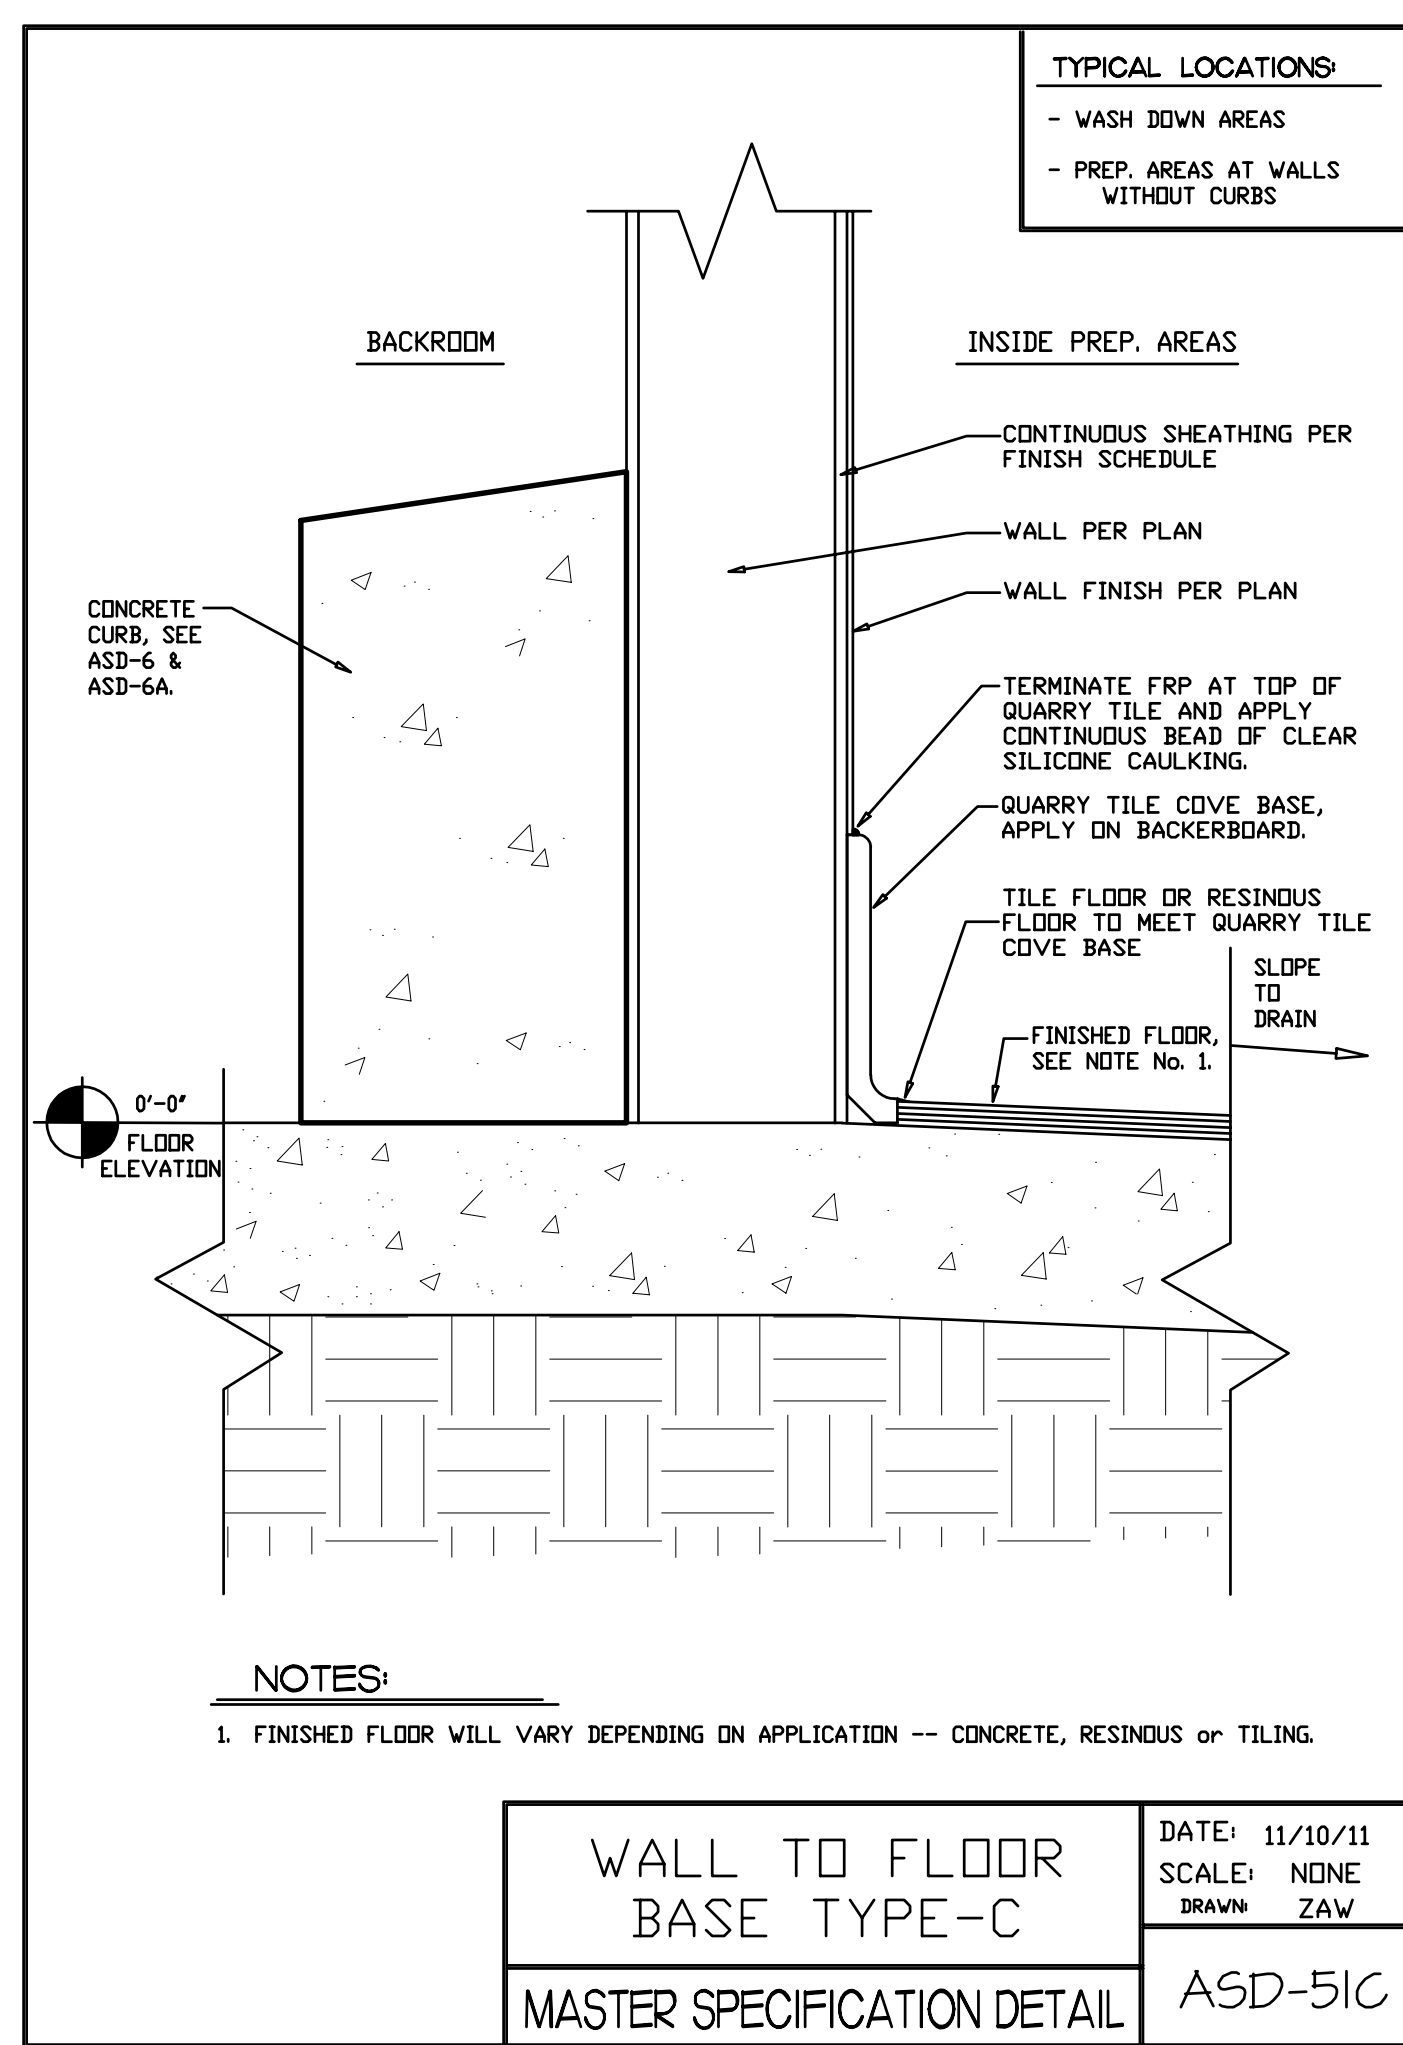 TYPICAL LOCATIONS:
- WASH DOWN AREAS
- PREP. AREAS AT WALLS
WITHOUT CURBS
BACKROOM
INSIDE PREP. AREAS
CONTINUOUS SHEATHING PER
FINISH SCHEDULE
WALL PER PLAN
WALL FINISH PER PLAN
CONCRETE
CURB, SEE
ASD-6 &
ASD-6A.
TERMINATE FRP AT TOP OF
QUARRY TILE AND APPLY
CONTINUOUS BEAD OF CLEAR
SILICONE CAULKING.
QUARRY TILE COVE BASE,
APPLY ON BACKERBOARD.
TILE FLOOR OR RESINOUS
FLOOR TO MEET QUARRY TILE
COVE BASE
SLOPE
TO
DRAIN
FINISHED FLOOR,
SEE NOTE No. 1.
0'-0"
FLOOR
ELEVATION
NOTES:
1. FINISHED FLOOR WILL VARY DEPENDING ON APPLICATION -- CONCRETE, RESINOUS or TILING.
WALL TO FLOOR
BASE TYPE-C
MASTER SPECIFICATION DETAIL
DATE: 11/10/11
SCALE: NONE
DRAWN: ZAW
ASD-51C